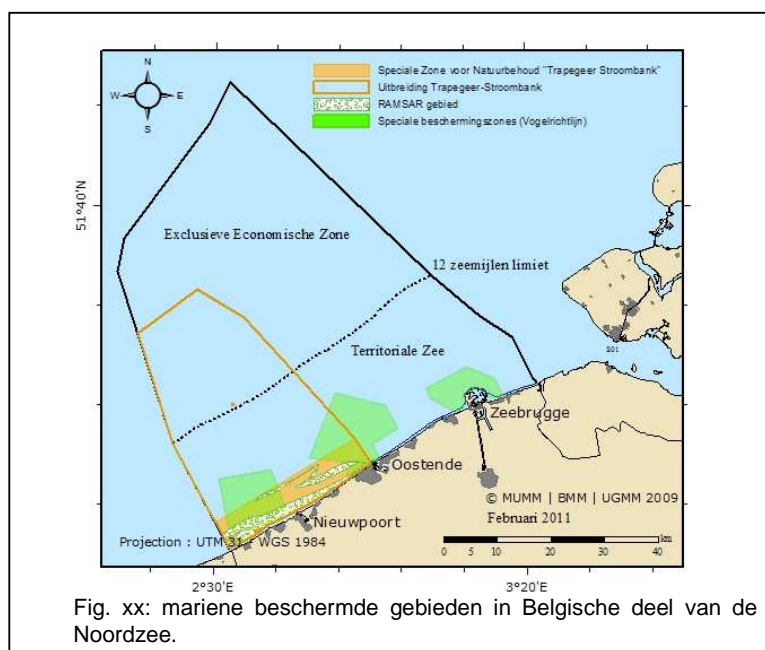 N
W E
S
Speciale Zone voor Natuurbehoud "Trapegeer Stroombank"
Uitbreiding Trapegeer-Stroombank
RAMSAR gebied
Speciale beschermingszones (Vogelrichtlijn)
51°40'N
Exclusieve Economische Zone
12 zeemijlen limiet
Territoriale Zee
Zeebrugge
Oostende
© MUMM | BMM | UGMM 2009
Nieuwpoort
Februari 2011
Projection : UTM 31 - WGS 1984
km
0 5 10 20 30 40
2°30'E
3°20'E
Fig. xx: mariene beschermde gebieden in Belgische deel van de
Noordzee.